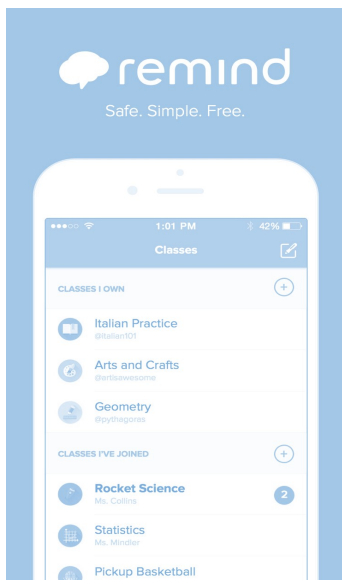 remind
Safe. Simple. Free.
1:01 PM
42%
Classes
CLASSES I OWN
Italian Practice
@italian101
Arts and Crafts
@artisawesome
Geometry
@pythagoras
CLASSES I'VE JOINED
Rocket Science
2
Ms. Collins
Statistics
Ms. Mindler
Pickup Basketball